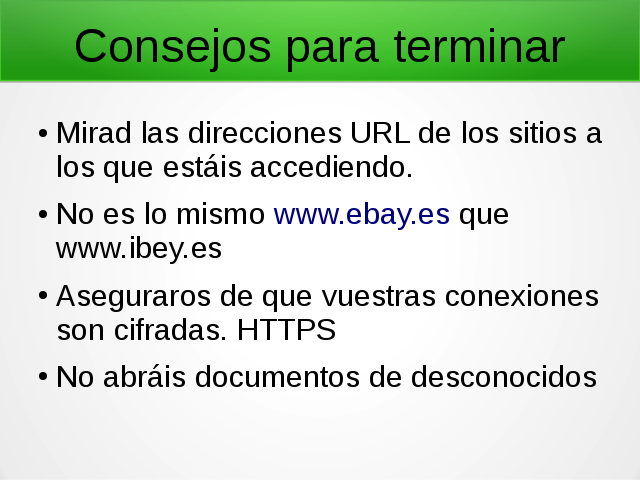 Consejos para terminar
• Mirad las direcciones URL de los sitios a
los que estáis accediendo.
• No es lo mismo www.ebay.es que
www.ibey.es
• Aseguraros de que vuestras conexiones
son cifradas. HTTPS
• No abráis documentos de desconocidos